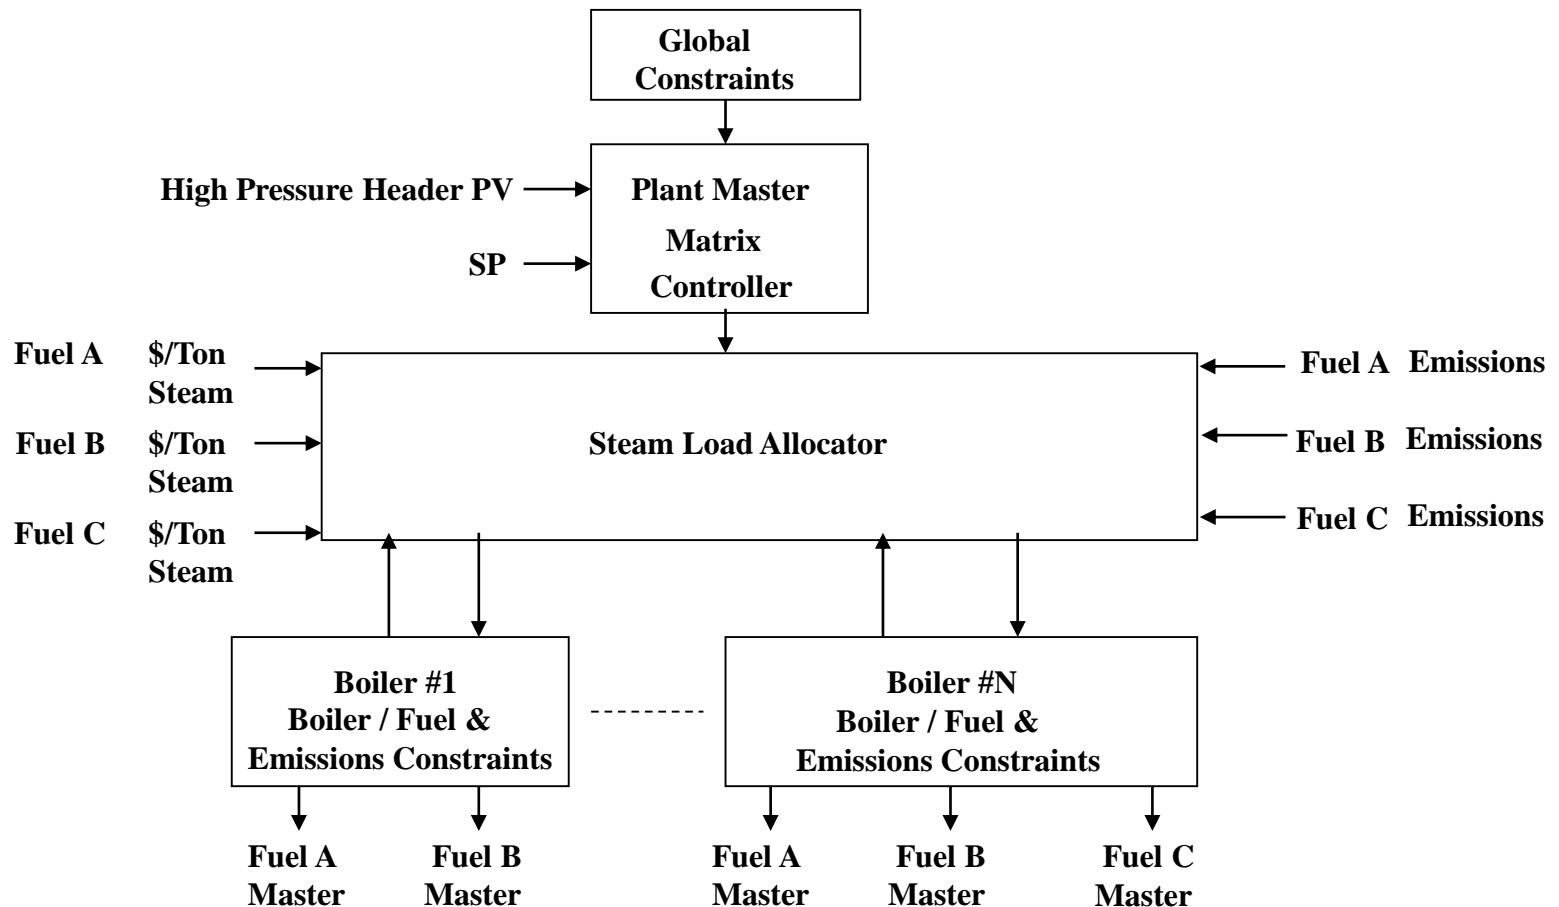 Global
Constraints
High Pressure Header PV
Plant Master
Matrix
SP
Controller
Fuel A $/Ton
Steam
Fuel A Emissions
Fuel B $/Ton
Steam
Steam Load Allocator
Fuel B Emissions
Fuel C $/Ton
Steam
Fuel C Emissions
Boiler #1
Boiler / Fuel &
Emissions Constraints
Boiler #N
Boiler / Fuel &
Emissions Constraints
Fuel A
Master
Fuel B
Master
Fuel A
Master
Fuel B
Master
Fuel C
Master